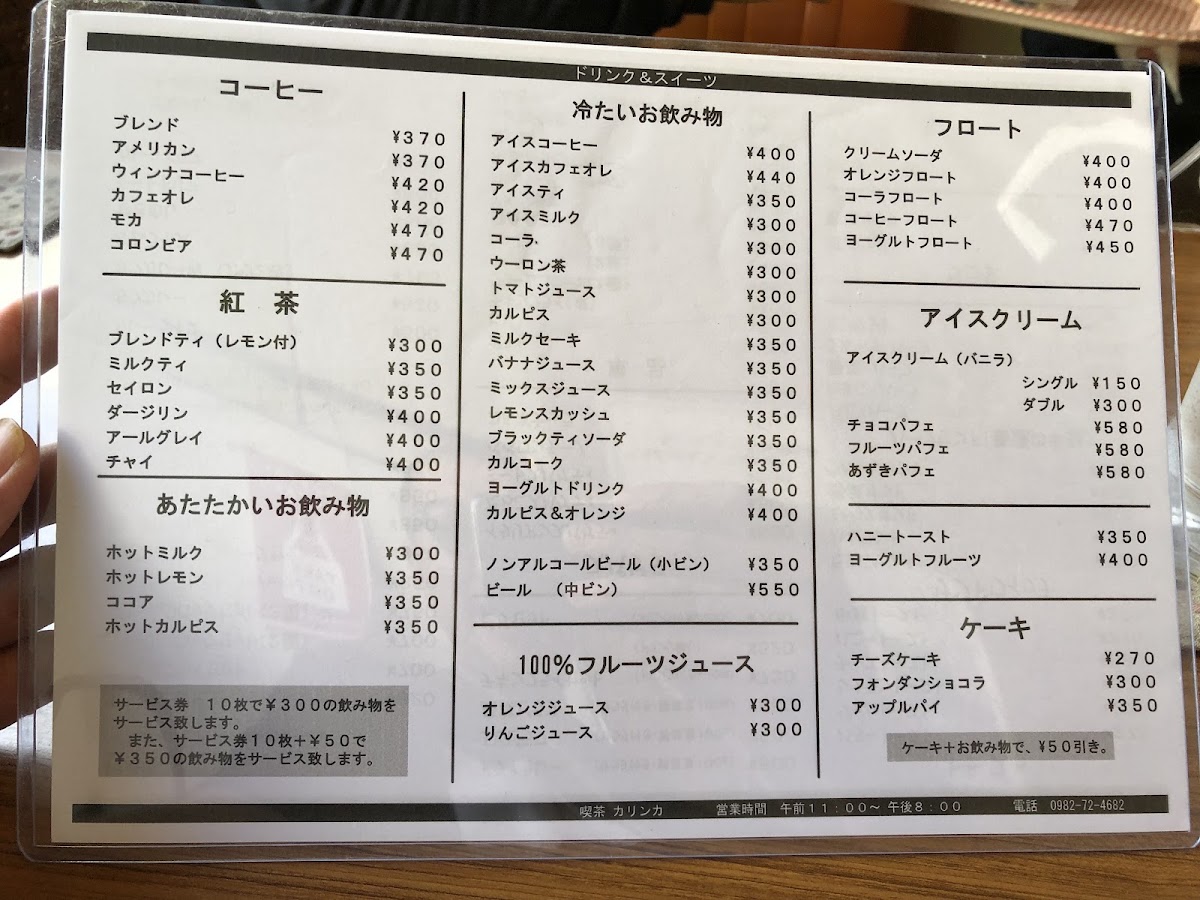 ドリンク＆スイーツ
コーヒー
ブレンド ¥370
アメリカン ¥370
ウィンナコーヒー ¥420
カフェオレ ¥420
モカ ¥470
コロンビア ¥470
紅 茶
ブレンドティ（レモン付） ¥300
ミルクティ ¥350
セイロン ¥350
ダージリン ¥400
アールグレイ ¥400
チャイ ¥400
あたたかいお飲み物
ホットミルク ¥300
ホットレモン ¥350
ココア ¥350
ホットカルピス ¥350
サービス券 １０枚で￥３００の飲み物を
サービス致します。
また、サービス券１０枚＋￥５０で
￥３５０の飲み物をサービス致します。
冷たいお飲み物
アイスコーヒー ¥400
アイスカフェオレ ¥440
アイスティ ¥350
アイスミルク ¥300
コーラ ¥300
ウーロン茶 ¥300
トマトジュース ¥300
カルピス ¥300
ミルクセーキ ¥350
バナナジュース ¥350
ミックスジュース ¥350
レモンスカッシュ ¥350
ブラックティソーダ ¥350
カルコーク ¥350
ヨーグルトドリンク ¥400
カルピス＆オレンジ ¥400
ノンアルコールビール（小ビン） ¥350
ビール （中ビン） ¥550
100％フルーツジュース
オレンジジュース ¥300
りんごジュース ¥300
フロート
クリームソーダ ¥400
オレンジフロート ¥400
コーラフロート ¥400
コーヒーフロート ¥470
ヨーグルトフロート ¥450
アイスクリーム
アイスクリーム（バニラ）
シングル ¥150
ダブル ¥300
チョコパフェ ¥580
フルーツパフェ ¥580
あずきパフェ ¥580
ハニートースト ¥350
ヨーグルトフルーツ ¥400
ケーキ
チーズケーキ ¥270
フォンダンショコラ ¥300
アップルパイ ¥350
ケーキ＋お飲み物で、¥50引き。
喫茶 カリンカ 営業時間 午前１１：００～ 午後８：００ 電話 0982-72-4682